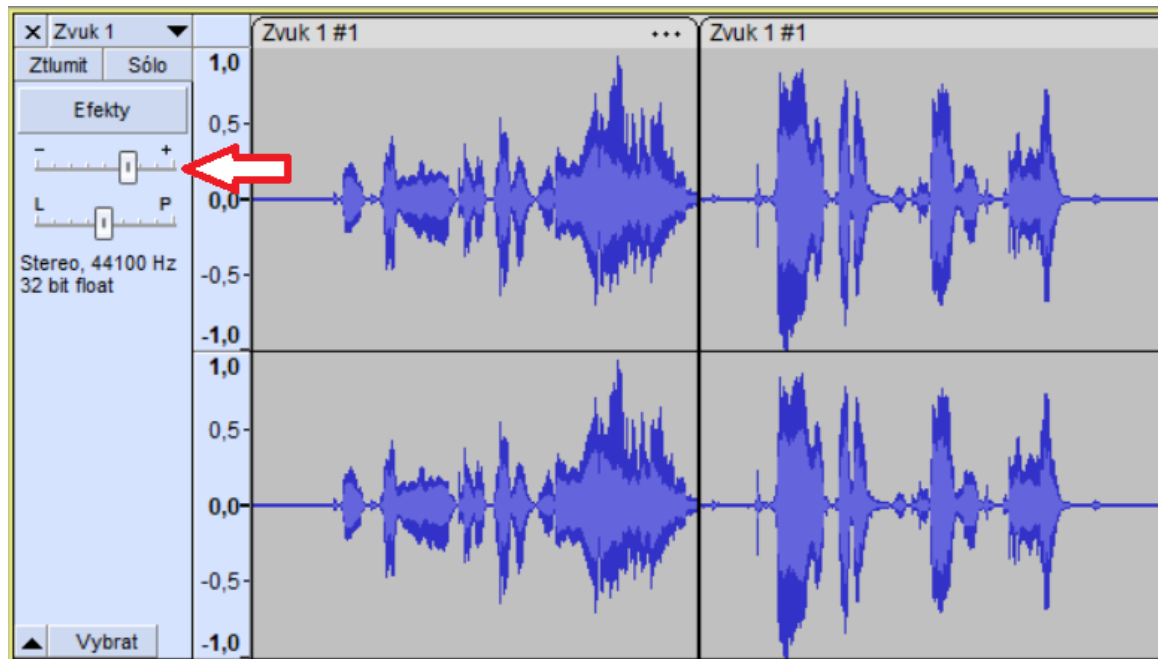 × Zvuk 1 ▼
Ztlumit Sólo
Efekty
- +
L P
Stereo, 44100 Hz
32 bit float
Vybrat
Zvuk 1 #1 ...
Zvuk 1 #1
1,0
0,5-
0,0-
-0,5-
-1,0
1,0
0,5-
0,0-
-0,5-
-1,0